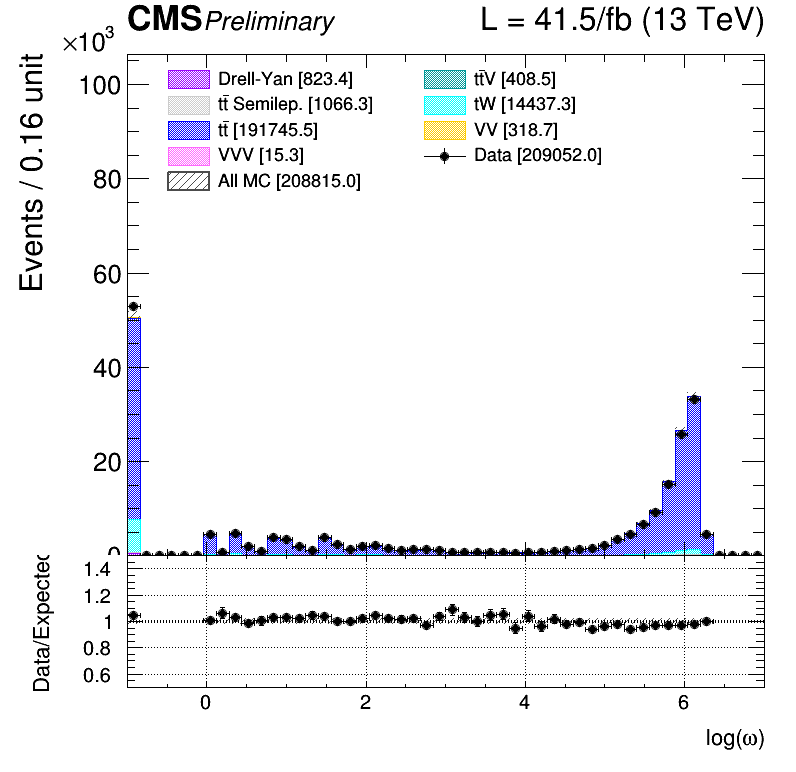 CMS Preliminary L = 41.5/fb (13 TeV)
×10³
Events / 0.16 unit
100
80
60
40
20
0
Drell-Yan [823.4]
tt̄ Semilep. [1066.3]
tt̄ [191745.5]
VVV [15.3]
All MC [208815.0]
tt̄V [408.5]
tW [14437.3]
VV [318.7]
Data [209052.0]
Data/Expected
1.4
1.2
1
0.8
0.6
0 2 4 6
log(ω)